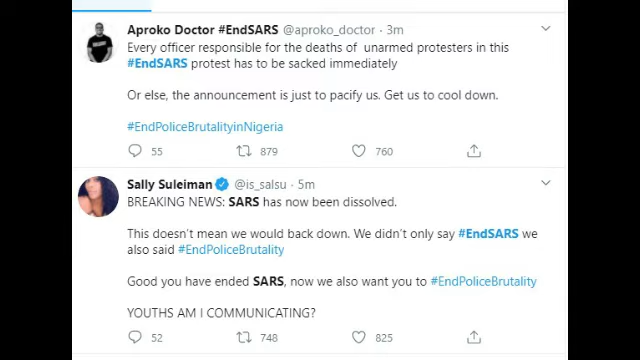 Aproko Doctor #EndSARS @aproko_doctor · 3m
Every officer responsible for the deaths of unarmed protesters in this
#EndSARS protest has to be sacked immediately
Or else, the announcement is just to pacify us. Get us to cool down.
#EndPoliceBrutalityinNigeria
55 879 760
Sally Suleiman @is_salsu · 5m
BREAKING NEWS: SARS has now been dissolved.
This doesn't mean we would back down. We didn't only say #EndSARS we
also said #EndPoliceBrutality
Good you have ended SARS, now we also want you to #EndPoliceBrutality
YOUTHS AM I COMMUNICATING?
52 748 825